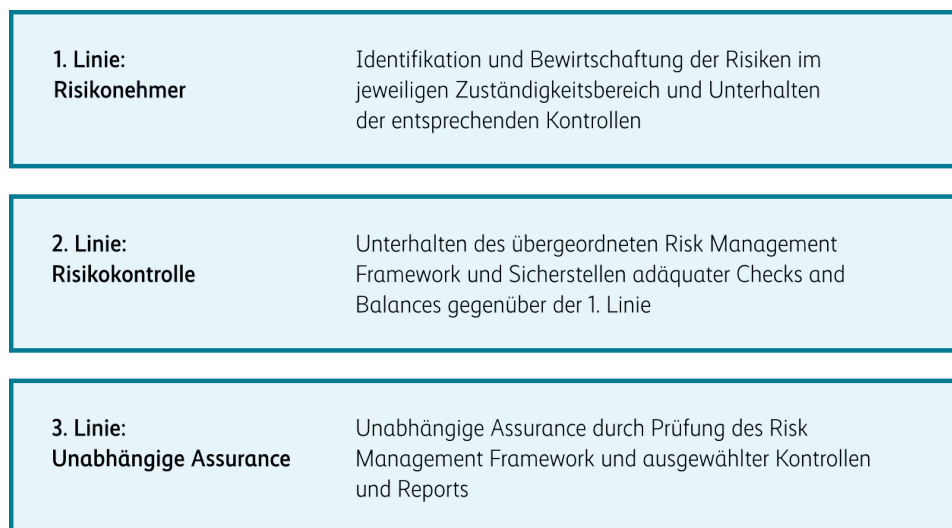 1. Linie:
Risikonehmer
Identifikation und Bewirtschaftung der Risiken im
jeweiligen Zuständigkeitsbereich und Unterhalten
der entsprechenden Kontrollen
2. Linie:
Risikokontrolle
Unterhalten des übergeordneten Risk Management
Framework und Sicherstellen adäquater Checks and
Balances gegenüber der 1. Linie
3. Linie:
Unabhängige Assurance
Unabhängige Assurance durch Prüfung des Risk
Management Framework und ausgewählter Kontrollen
und Reports